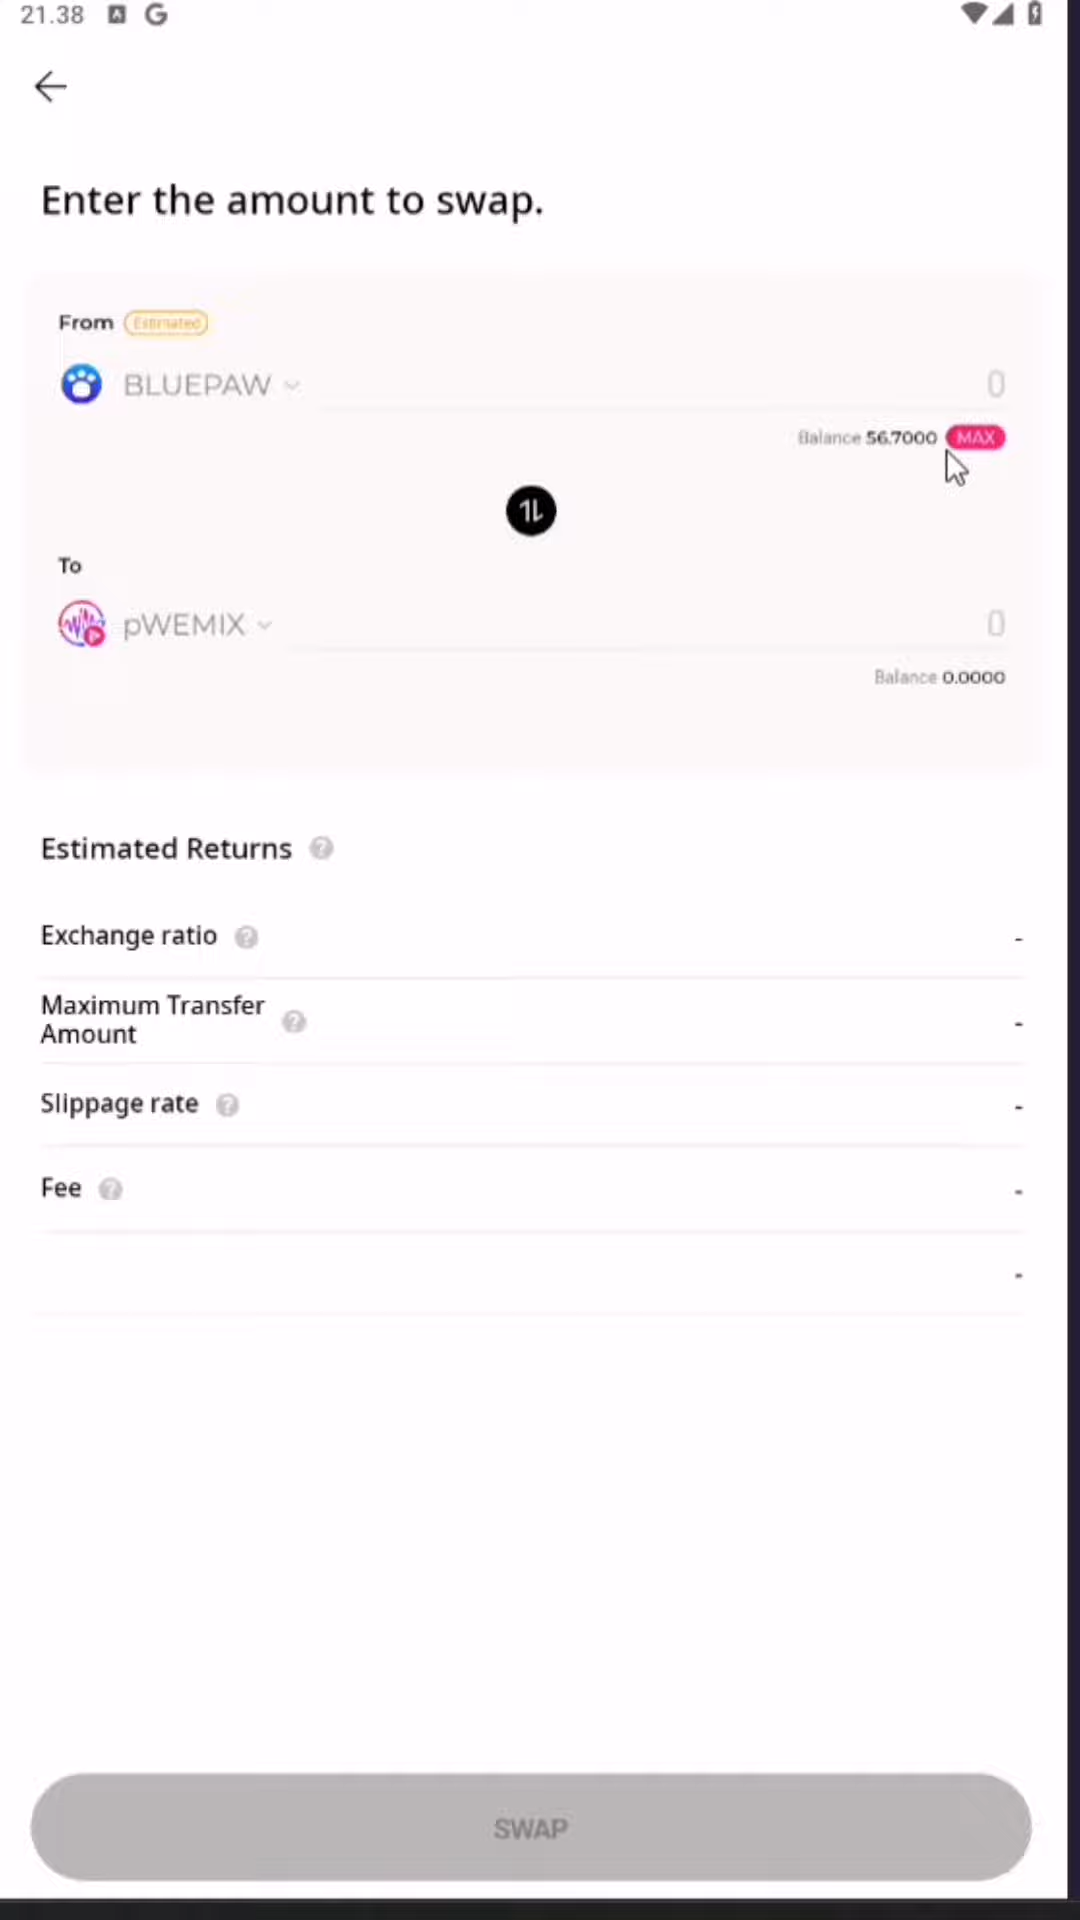 21.38
Enter the amount to swap.
From Estimated
BLUEPAW 0
Balance 56.7000 MAX
To
pWEMIX 0
Balance 0.0000
Estimated Returns ?
Exchange ratio ? -
Maximum Transfer
Amount ? -
Slippage rate ? -
Fee ? -
-
SWAP